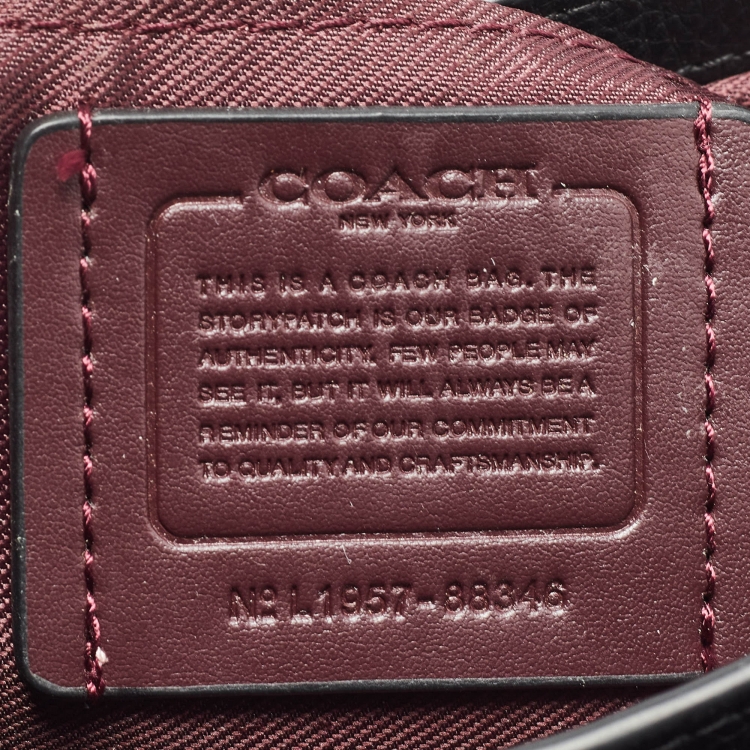 COACH
NEW YORK
THIS IS A COACH BAG. THE
STORYPATCH IS OUR BADGE OF
AUTHENTICITY. FEW PEOPLE MAY
SEE IT, BUT IT WILL ALWAYS BE A
REMINDER OF OUR COMMITMENT
TO QUALITY AND CRAFTSMANSHIP.
Nº L1957-88346